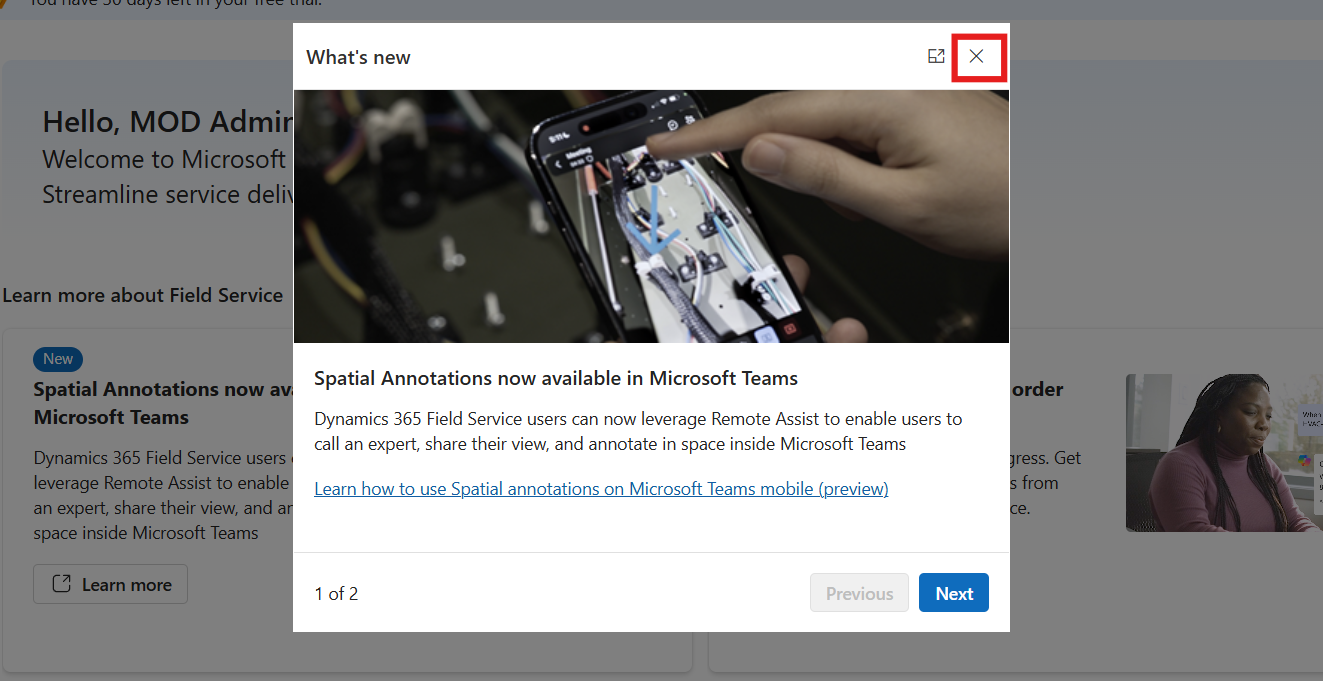 You have 30 days left in your free trial.
What's new
Hello, MOD Admin
Welcome to Microsoft
Streamline service
Learn more about Field Service
New
Spatial Annotations now
Microsoft Teams
Dynamics 365 Field Service users
leverage Remote Assist to enable
an expert, share their view, and
space inside Microsoft Teams
Learn more
5:11
Meeting
Spatial Annotations now available in Microsoft Teams
Dynamics 365 Field Service users can now leverage Remote Assist to enable users to
call an expert, share their view, and annotate in space inside Microsoft Teams
Learn how to use Spatial annotations on Microsoft Teams mobile (preview)
1 of 2
Previous
Next
order
Get
from
When
HVAC